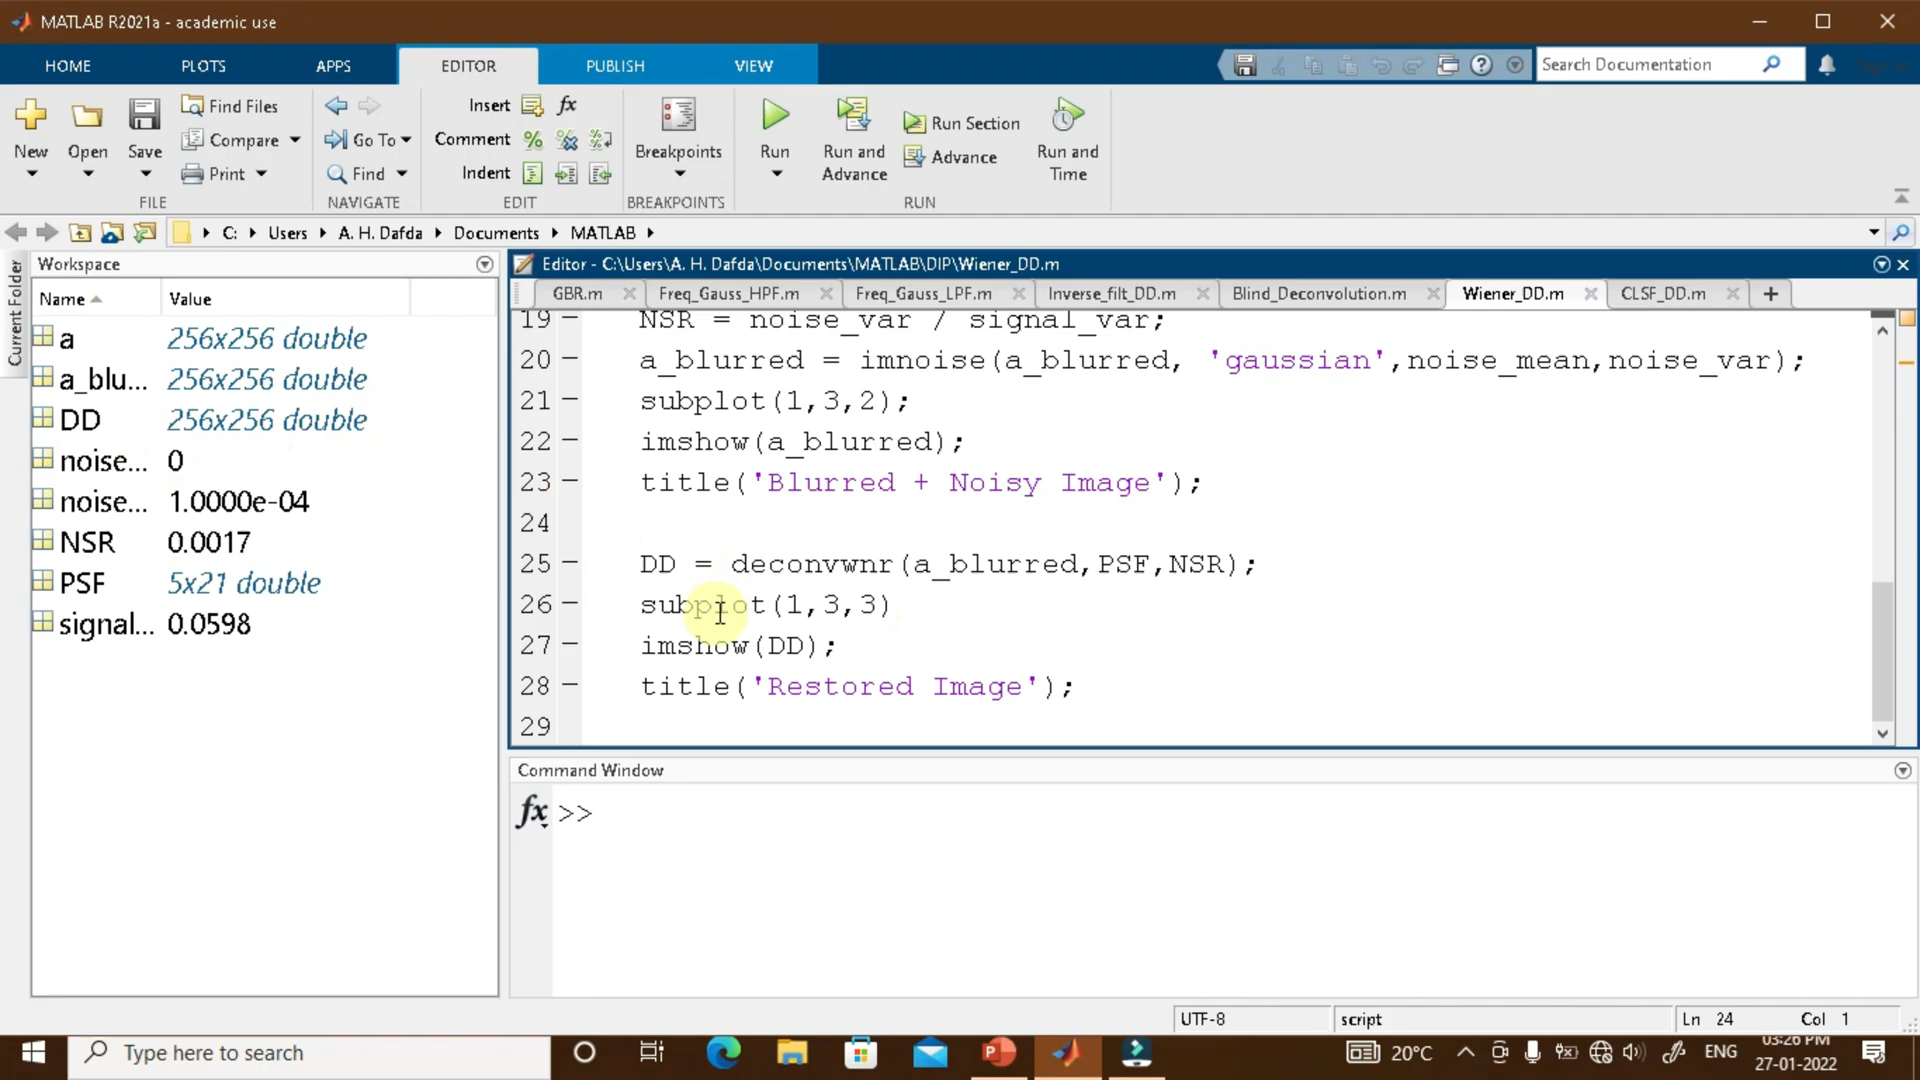 MATLAB R2021a - academic use
HOME PLOTS APPS EDITOR PUBLISH VIEW Search Documentation
New Open Save Find Files Compare Print FILE
Go To Find NAVIGATE
Insert fx Comment Indent EDIT
Breakpoints BREAKPOINTS
Run Run and Advance Run Section Advance Run and Time RUN
C: Users A. H. Dafda Documents MATLAB
Current Folder
Workspace
Name Value
a 256x256 double
a_blu... 256x256 double
DD 256x256 double
noise... 0
noise... 1.0000e-04
NSR 0.0017
PSF 5x21 double
signal... 0.0598
Editor - C:\Users\A. H. Dafda\Documents\MATLAB\DIP\Wiener_DD.m
GBR.m Freq_Gauss_HPF.m Freq_Gauss_LPF.m Inverse_filt_DD.m Blind_Deconvolution.m Wiener_DD.m CLSF_DD.m
19 NSR = noise_var / signal_var;
20 a_blurred = imnoise(a_blurred, 'gaussian',noise_mean,noise_var);
21 subplot(1,3,2);
22 imshow(a_blurred);
23 title('Blurred + Noisy Image');
24
25 DD = deconvwnr(a_blurred,PSF,NSR);
26 subplot(1,3,3)
27 imshow(DD);
28 title('Restored Image');
29
Command Window
fx >>
UTF-8 script Ln 24 Col 1
Type here to search 20°C ENG 03:26 PM
27-01-2022